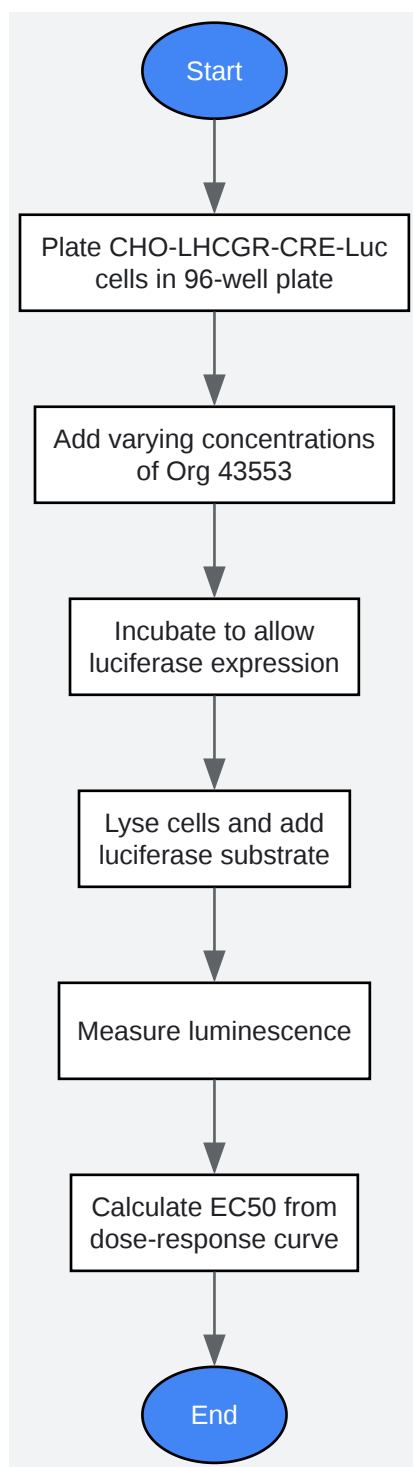 Start
Plate CHO-LHCGR-CRE-Luc
cells in 96-well plate
Add varying concentrations
of Org 43553
Incubate to allow
luciferase expression
Lyse cells and add
luciferase substrate
Measure luminescence
Calculate EC50 from
dose-response curve
End